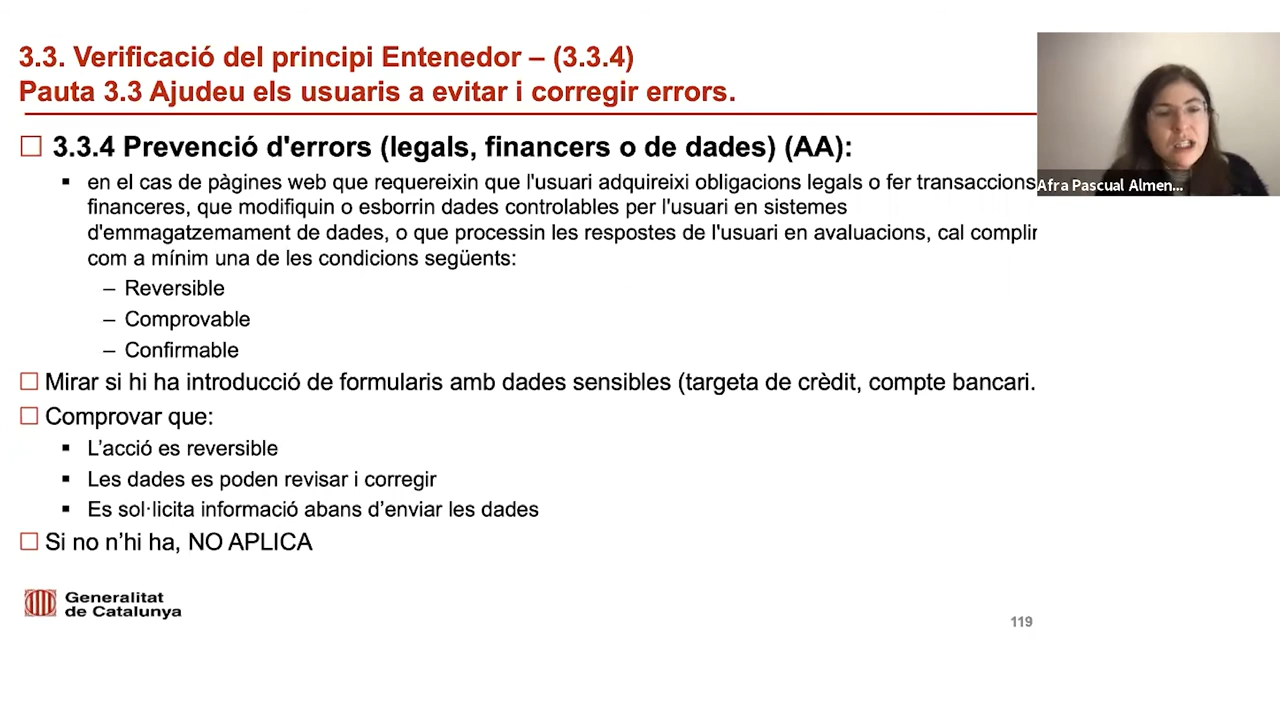 3.3. Verificació del principi Entenedor – (3.3.4)
Pauta 3.3 Ajudeu els usuaris a evitar i corregir errors.
3.3.4 Prevenció d'errors (legals, financers o de dades) (AA):
en el cas de pàgines web que requereixin que l'usuari adquireixi obligacions legals o fer transaccions
financeres, que modifiquin o esborrin dades controlables per l'usuari en sistemes
d'emmagatzemament de dades, o que processin les respostes de l'usuari en avaluacions, cal complir
com a mínim una de les condicions següents:
– Reversible
– Comprovable
– Confirmable
Mirar si hi ha introducció de formularis amb dades sensibles (targeta de crèdit, compte bancari.
Comprovar que:
L’acció es reversible
Les dades es poden revisar i corregir
Es sol·licita informació abans d’enviar les dades
Si no n’hi ha, NO APLICA
Generalitat
de Catalunya
119
Afra Pascual Almen...